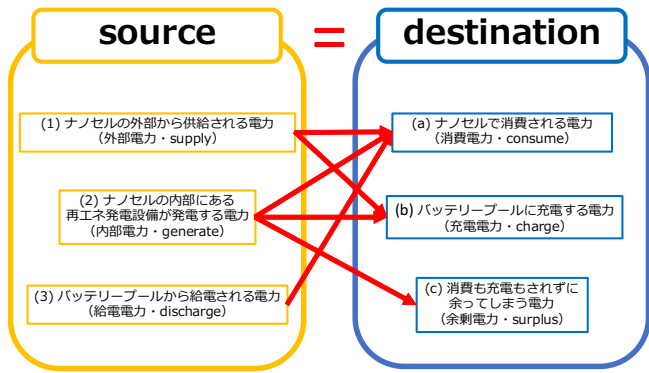 source
=
destination
(1) ナノセルの外部から供給される電力
(外部電力・supply)
(2) ナノセルの内部にある
再エネ発電設備が発電する電力
(内部電力・generate)
(3) バッテリープールから給電される電力
(給電電力・discharge)
(a) ナノセルで消費される電力
(消費電力・consume)
(b) バッテリープールに充電する電力
(充電電力・charge)
(c) 消費も充電もされずに
余ってしまう電力
(余剰電力・surplus)